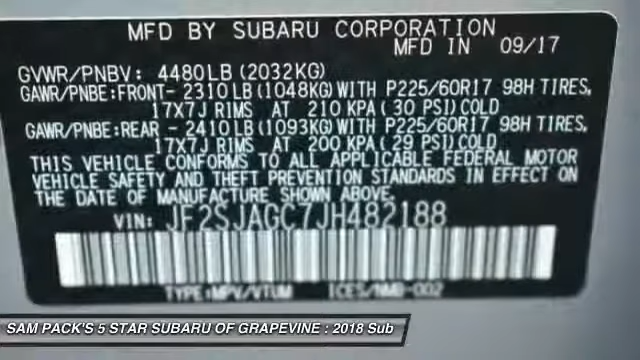 MFD BY SUBARU CORPORATION
MFD IN 09/17
GVWR/PNBV: 4480LB(2032KG)
GAWR/PNBE:FRONT- 2310LB(1048KG)WITH P225/60R17 98H TIRES,
17X7J RIMS AT 210 KPA(30 PSI)COLD
GAWR/PNBE:REAR - 2410LB(1093KG)WITH P225/60R17 98H TIRES,
17X7J RIMS AT 200 KPA(29 PSI)COLD
THIS VEHICLE CONFORMS TO ALL APPLICABLE FEDERAL MOTOR
VEHICLE SAFETY AND THEFT PREVENTION STANDARDS IN EFFECT ON
THE DATE OF MANUFACTURE SHOWN ABOVE.
VIN: JF2SJAGC7JH482188
TYPE:MPV/VTUM ICES/NMB-002
SAM PACK'S 5 STAR SUBARU OF GRAPEVINE : 2018 Sub